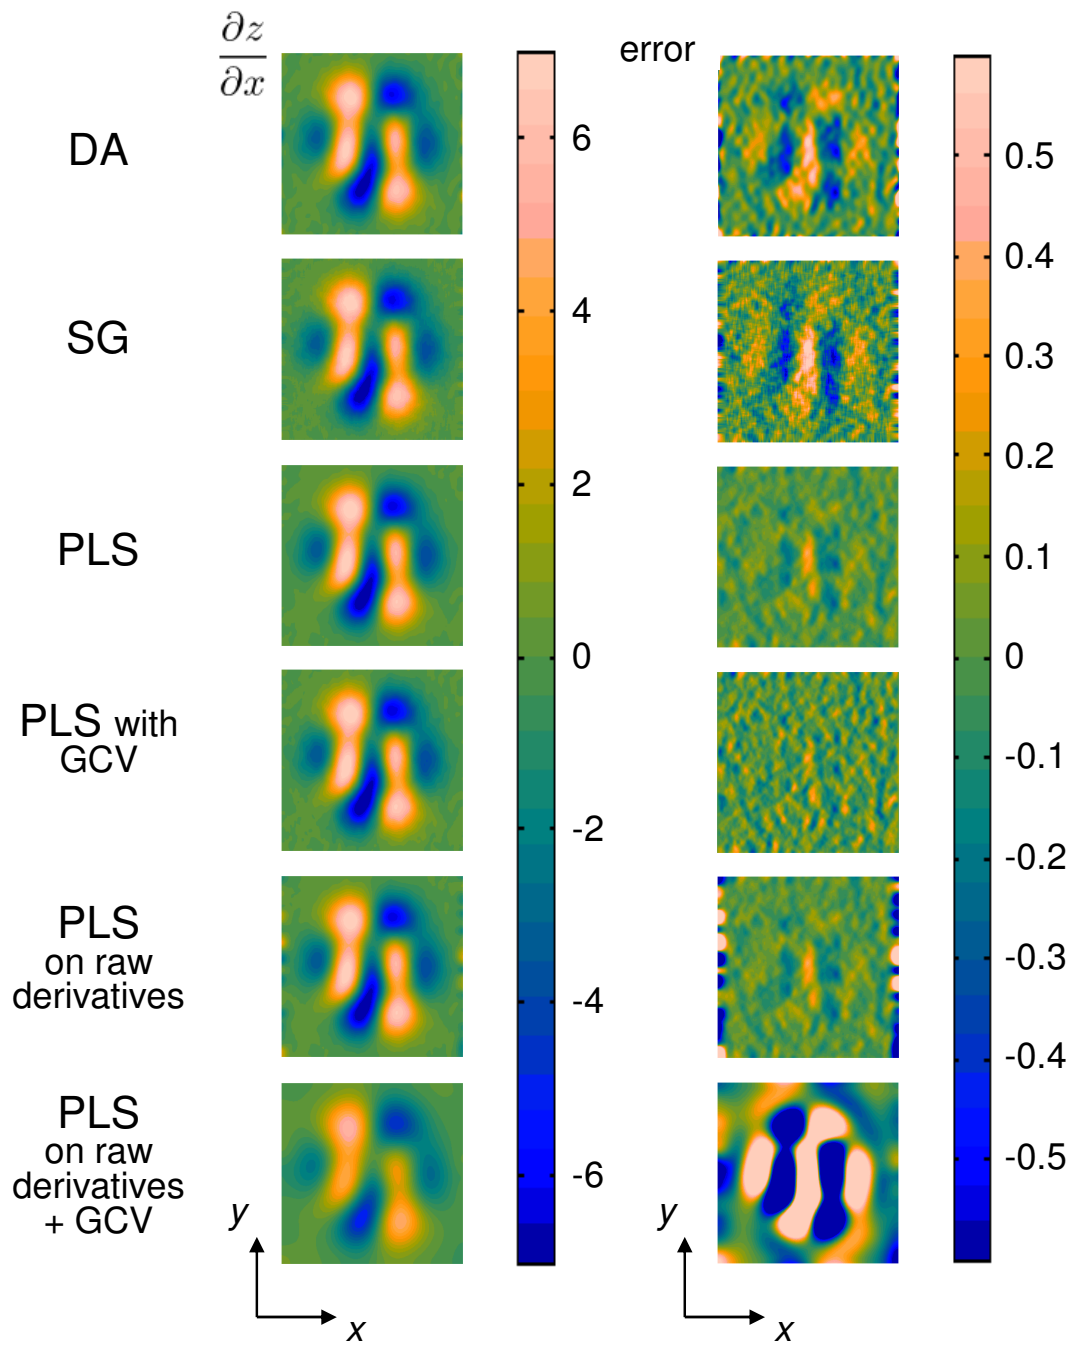 ∂z
∂x
error
DA
SG
PLS
PLS with
GCV
PLS
on raw
derivatives
PLS
on raw
derivatives
+ GCV
6
4
2
0
-2
-4
-6
0.5
0.4
0.3
0.2
0.1
0
-0.1
-0.2
-0.3
-0.4
-0.5
y
x
y
x